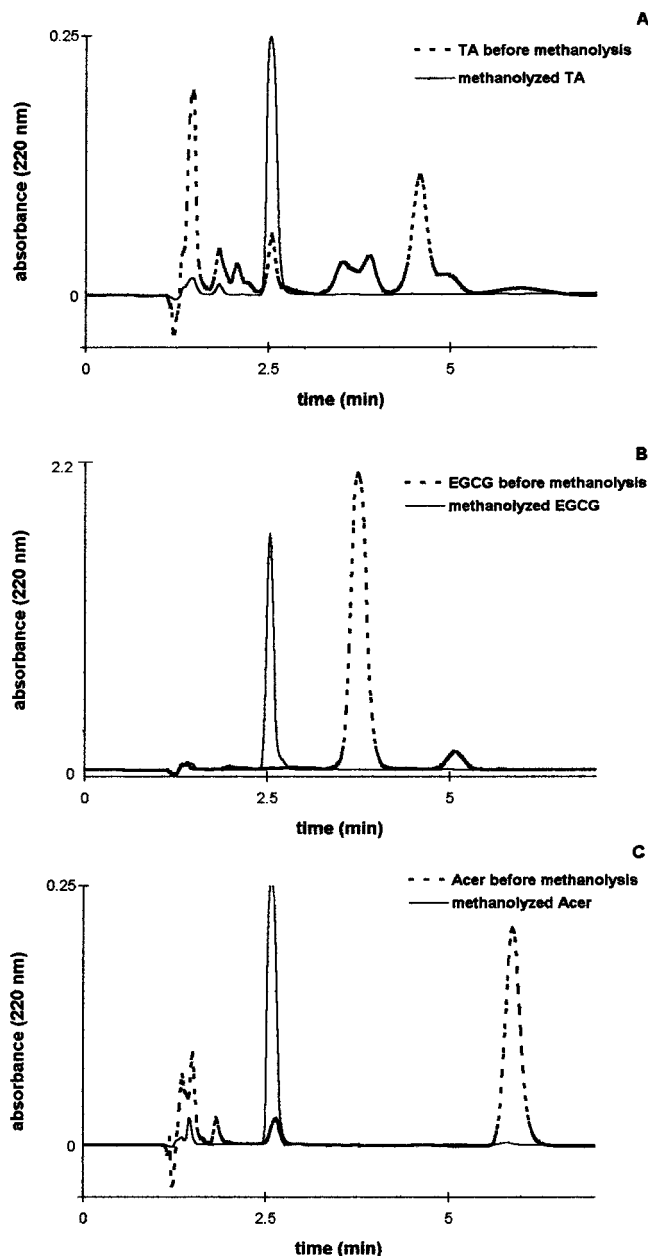 A
0.25
TA before methanolysis
methanolyzed TA
absorbance (220 nm)
0
0
2.5
5
time (min)
B
2.2
EGCG before methanolysis
methanolyzed EGCG
absorbance (220 nm)
0
0
2.5
5
time (min)
C
0.25
Acer before methanolysis
methanolyzed Acer
absorbance (220 nm)
0
0
2.5
5
time (min)